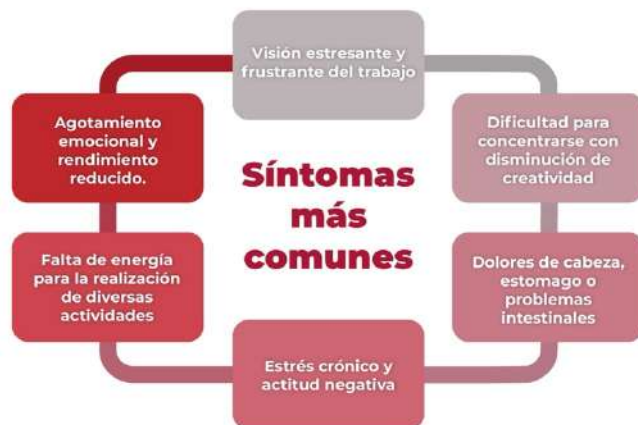 Visión estresante y
frustrante del trabajo
Agotamiento
emocional y
rendimiento
reducido.
Dificultad para
concentrarse con
disminución de
creatividad
Síntomas
más
comunes
Falta de energía
para la realización
de diversas
actividades
Dolores de cabeza,
estomago o
problemas
intestinales
Estrés crónico y
actitud negativa